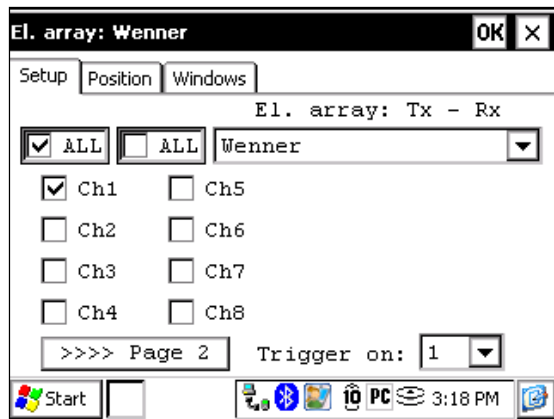 El. array: Wenner OK
Setup Position Windows
El. array: Tx - Rx
ALL ALL Wenner
Ch1 Ch5
Ch2 Ch6
Ch3 Ch7
Ch4 Ch8
>>>> Page 2 Trigger on: 1
Start PC 3:18 PM